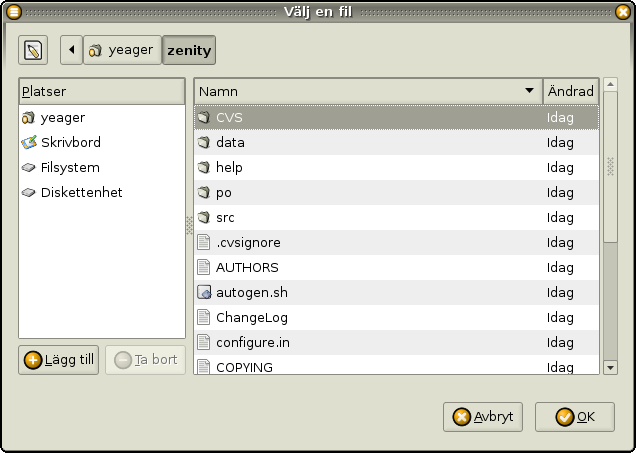 Välj en fil
yeager zenity
Platser
yeager
Skrivbord
Filsystem
Diskettenhet
Lägg till Ta bort
Namn Ändrad
CVS Idag
data Idag
help Idag
po Idag
src Idag
.cvsignore Idag
AUTHORS Idag
autogen.sh Idag
ChangeLog Idag
configure.in Idag
COPYING Idag
Avbryt OK